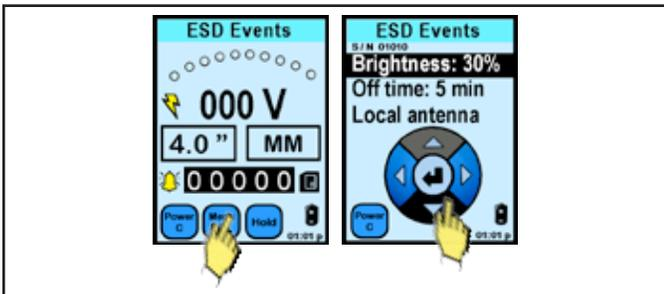 ESD Events
000 V
4.0 ”
MM
00000
Power
C
Hold
01:01 p
ESD Events
S/N 01010
Brightness: 30%
Off time: 5 min
Local antenna
Power
C
01:01 p